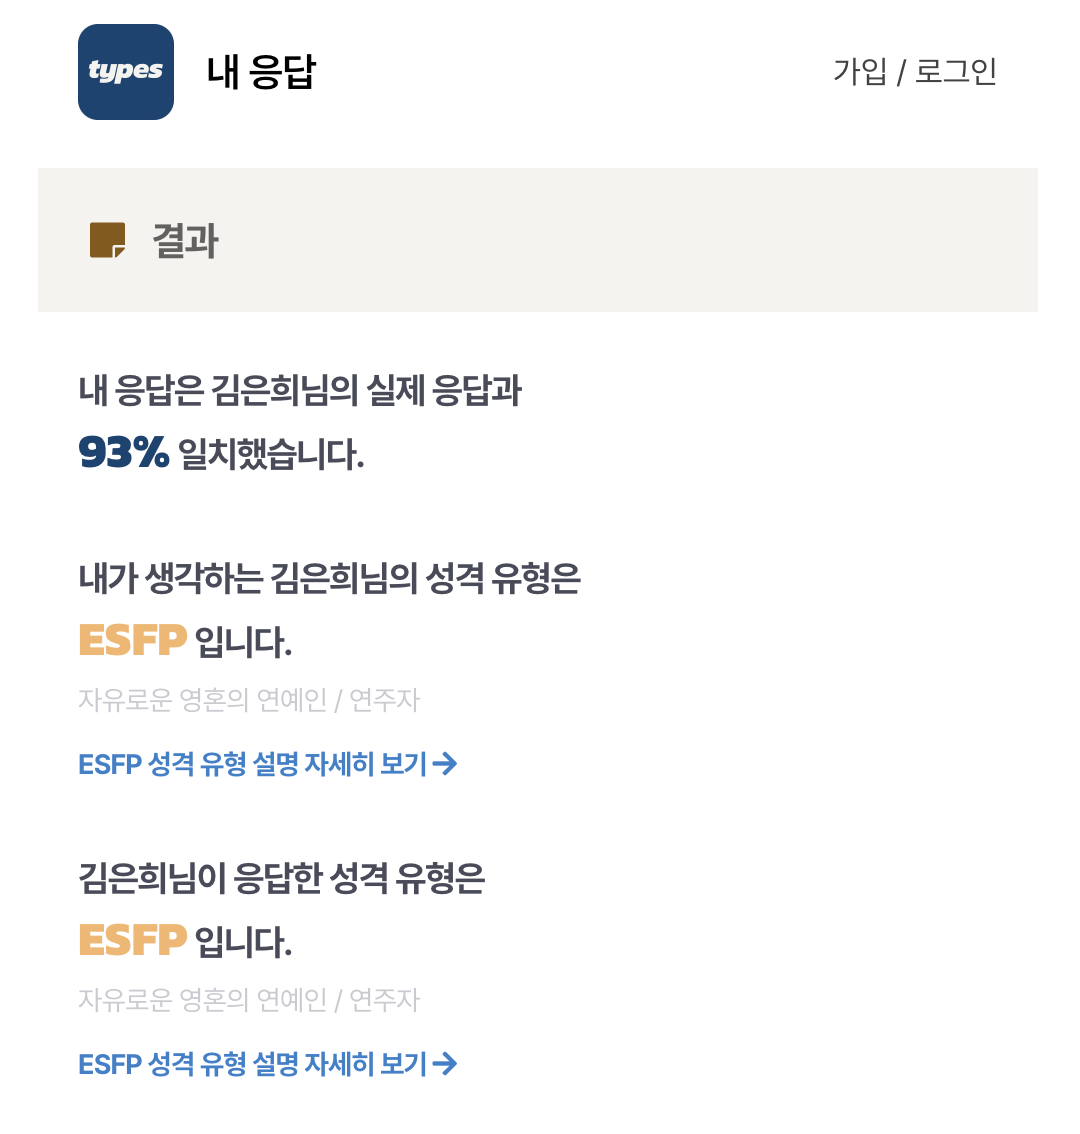 types
내 응답
가입 / 로그인
결과
내 응답은 김은희님의 실제 응답과
93% 일치했습니다.
내가 생각하는 김은희님의 성격 유형은
ESFP 입니다.
자유로운 영혼의 연예인 / 연주자
ESFP 성격 유형 설명 자세히 보기→
김은희님이 응답한 성격 유형은
ESFP 입니다.
자유로운 영혼의 연예인 / 연주자
ESFP 성격 유형 설명 자세히 보기→